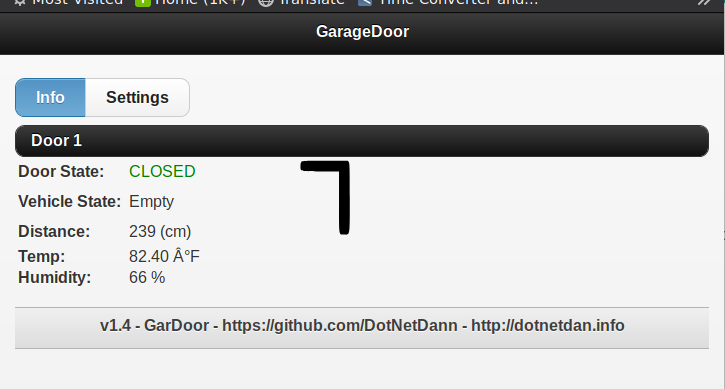 Most Visited Home (1K+) Translate Time Converter and...
GarageDoor
Info Settings
Door 1
Door State: CLOSED
Vehicle State: Empty
Distance: 239 (cm)
Temp: 82.40 Â°F
Humidity: 66 %
v1.4 - GarDoor - https://github.com/DotNetDann - http://dotnetdan.info